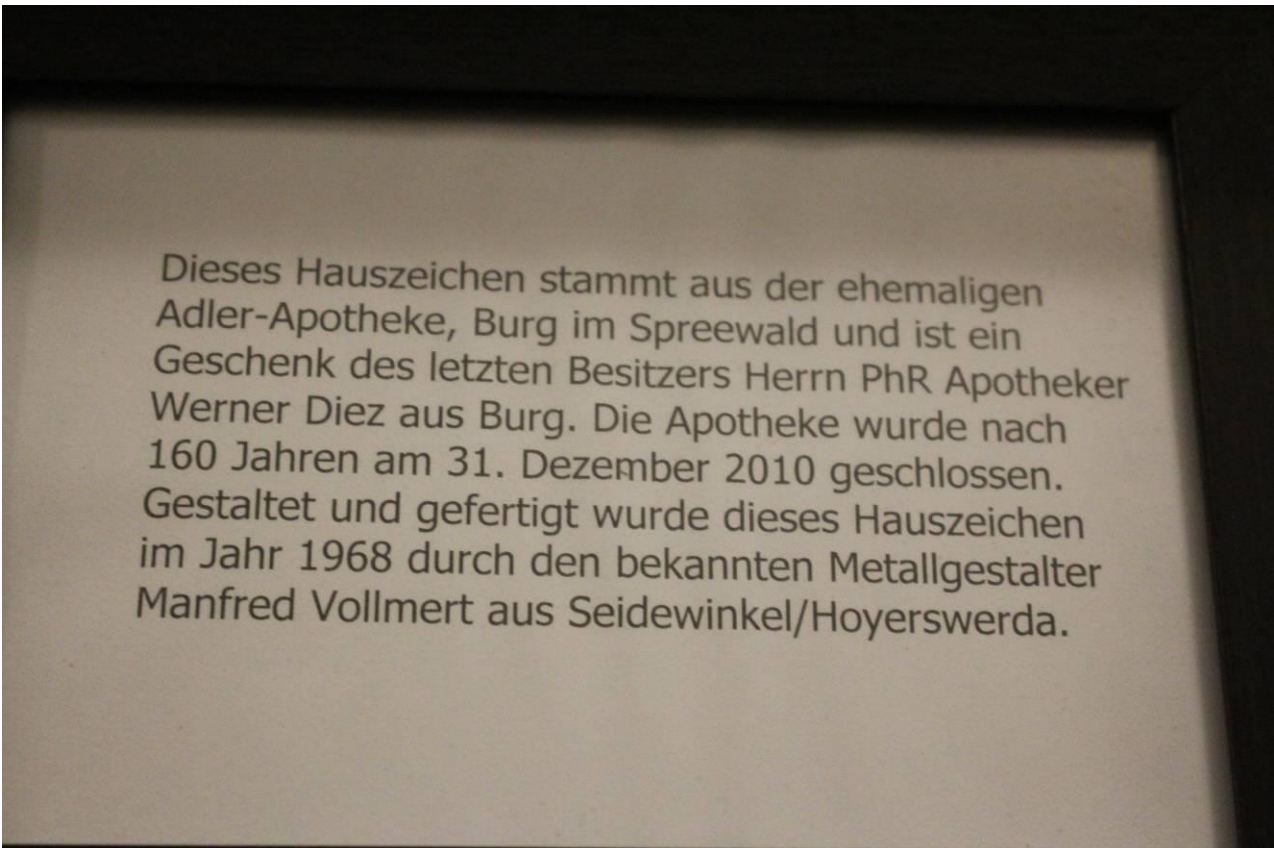 Dieses Hauszeichen stammt aus der ehemaligen
Adler-Apotheke, Burg im Spreewald und ist ein
Geschenk des letzten Besitzers Herrn PhR Apotheker
Werner Diez aus Burg. Die Apotheke wurde nach
160 Jahren am 31. Dezember 2010 geschlossen.
Gestaltet und gefertigt wurde dieses Hauszeichen
im Jahr 1968 durch den bekannten Metallgestalter
Manfred Vollmert aus Seidewinkel/Hoyerswerda.